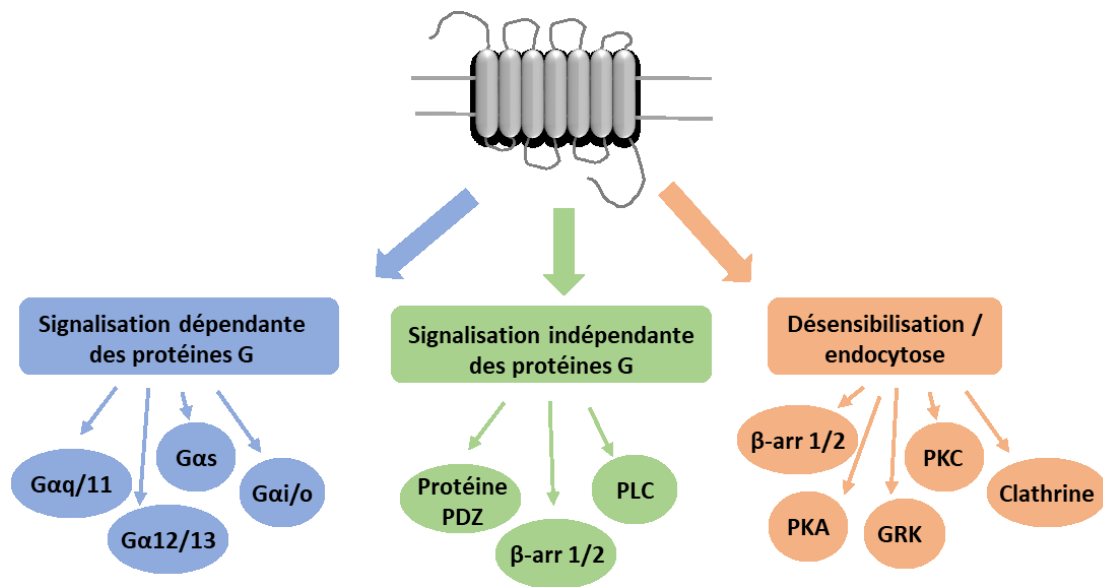 Signalisation dépendante
des protéines G
Signalisation indépendante
des protéines G
Désensibilisation /
endocytose
Gαq/11
Gα12/13
Gαs
Gαi/o
Protéine
PDZ
β-arr 1/2
PLC
β-arr 1/2
PKA
GRK
PKC
Clathrine